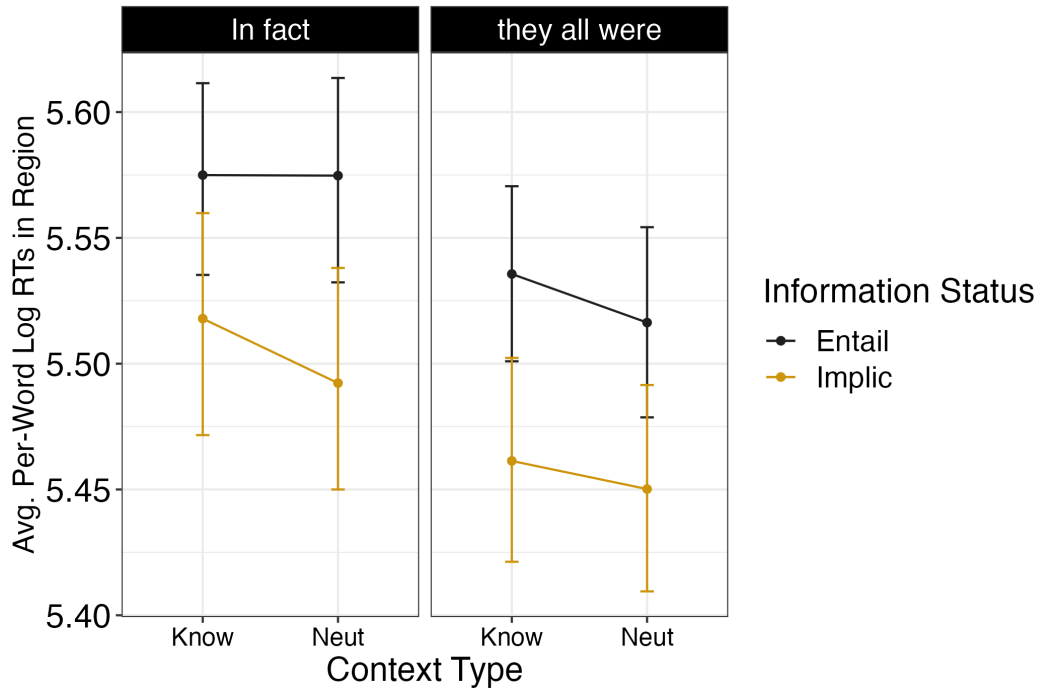 In fact
they all were
Avg. Per-Word Log RTs in Region
5.60
5.55
5.50
5.45
5.40
Know
Neut
Know
Neut
Context Type
Information Status
Entail
Implic